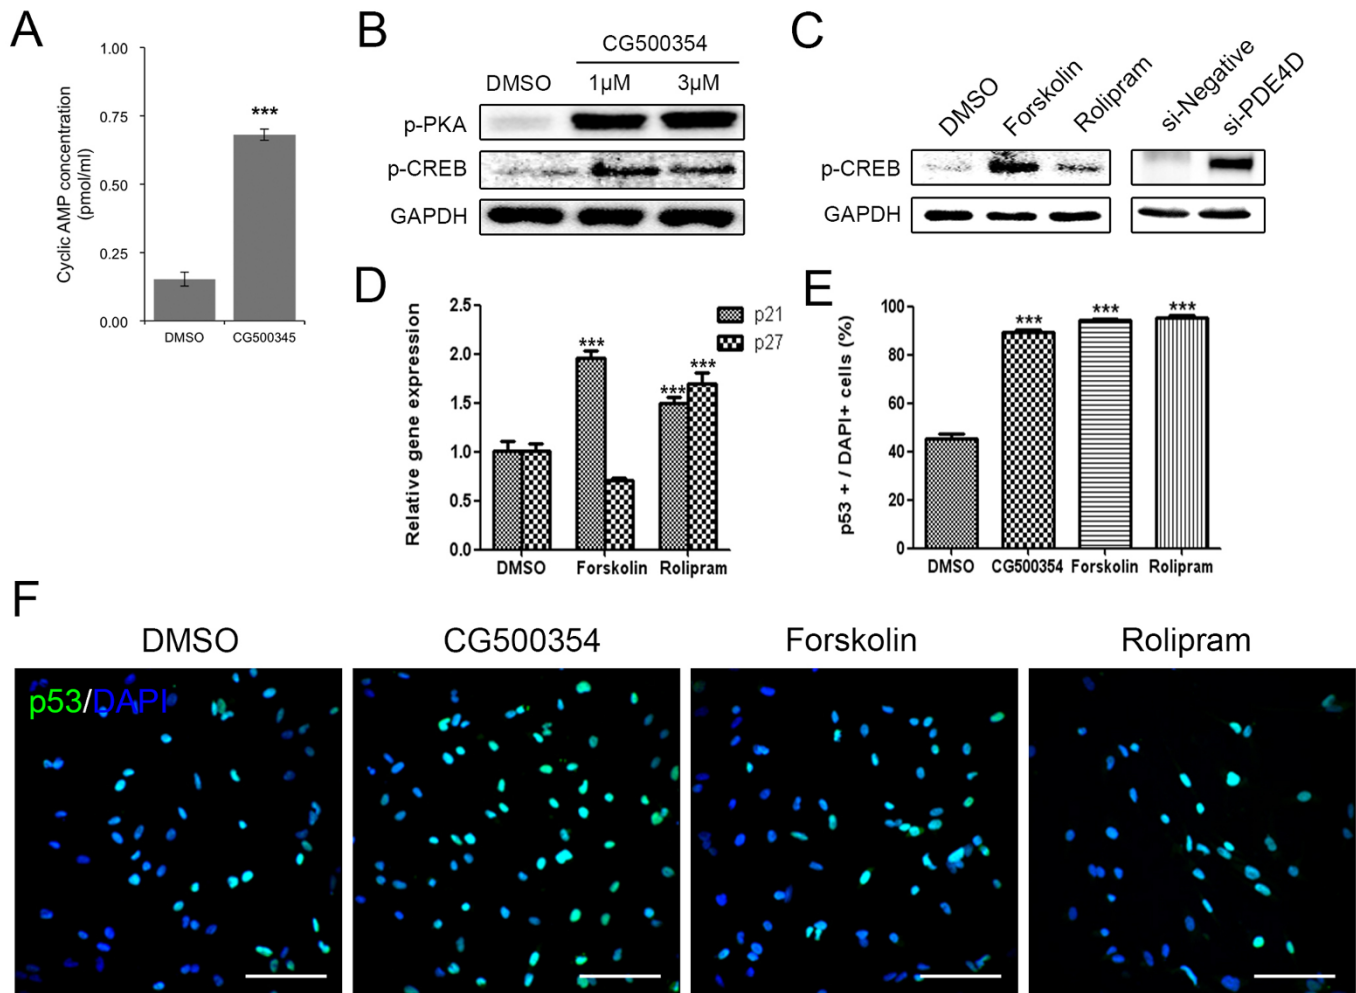 A
Cyclic AMP concentration
(pmol/ml)
1.00
0.75
0.50
0.25
0.00
***
DMSO CG500345
B
CG500354
DMSO 1µM 3µM
p-PKA
p-CREB
GAPDH
C
DMSO Forskolin Rolipram si-Negative si-PDE4D
p-CREB
GAPDH
D
Relative gene expression
2.5
2.0
1.5
1.0
0.5
0.0
p21
p27
***
*** ***
DMSO Forskolin Rolipram
E
p53 + / DAPI+ cells (%)
100
80
60
40
20
0
*** *** ***
DMSO CG500354 Forskolin Rolipram
F
DMSO CG500354 Forskolin Rolipram
p53/DAPI